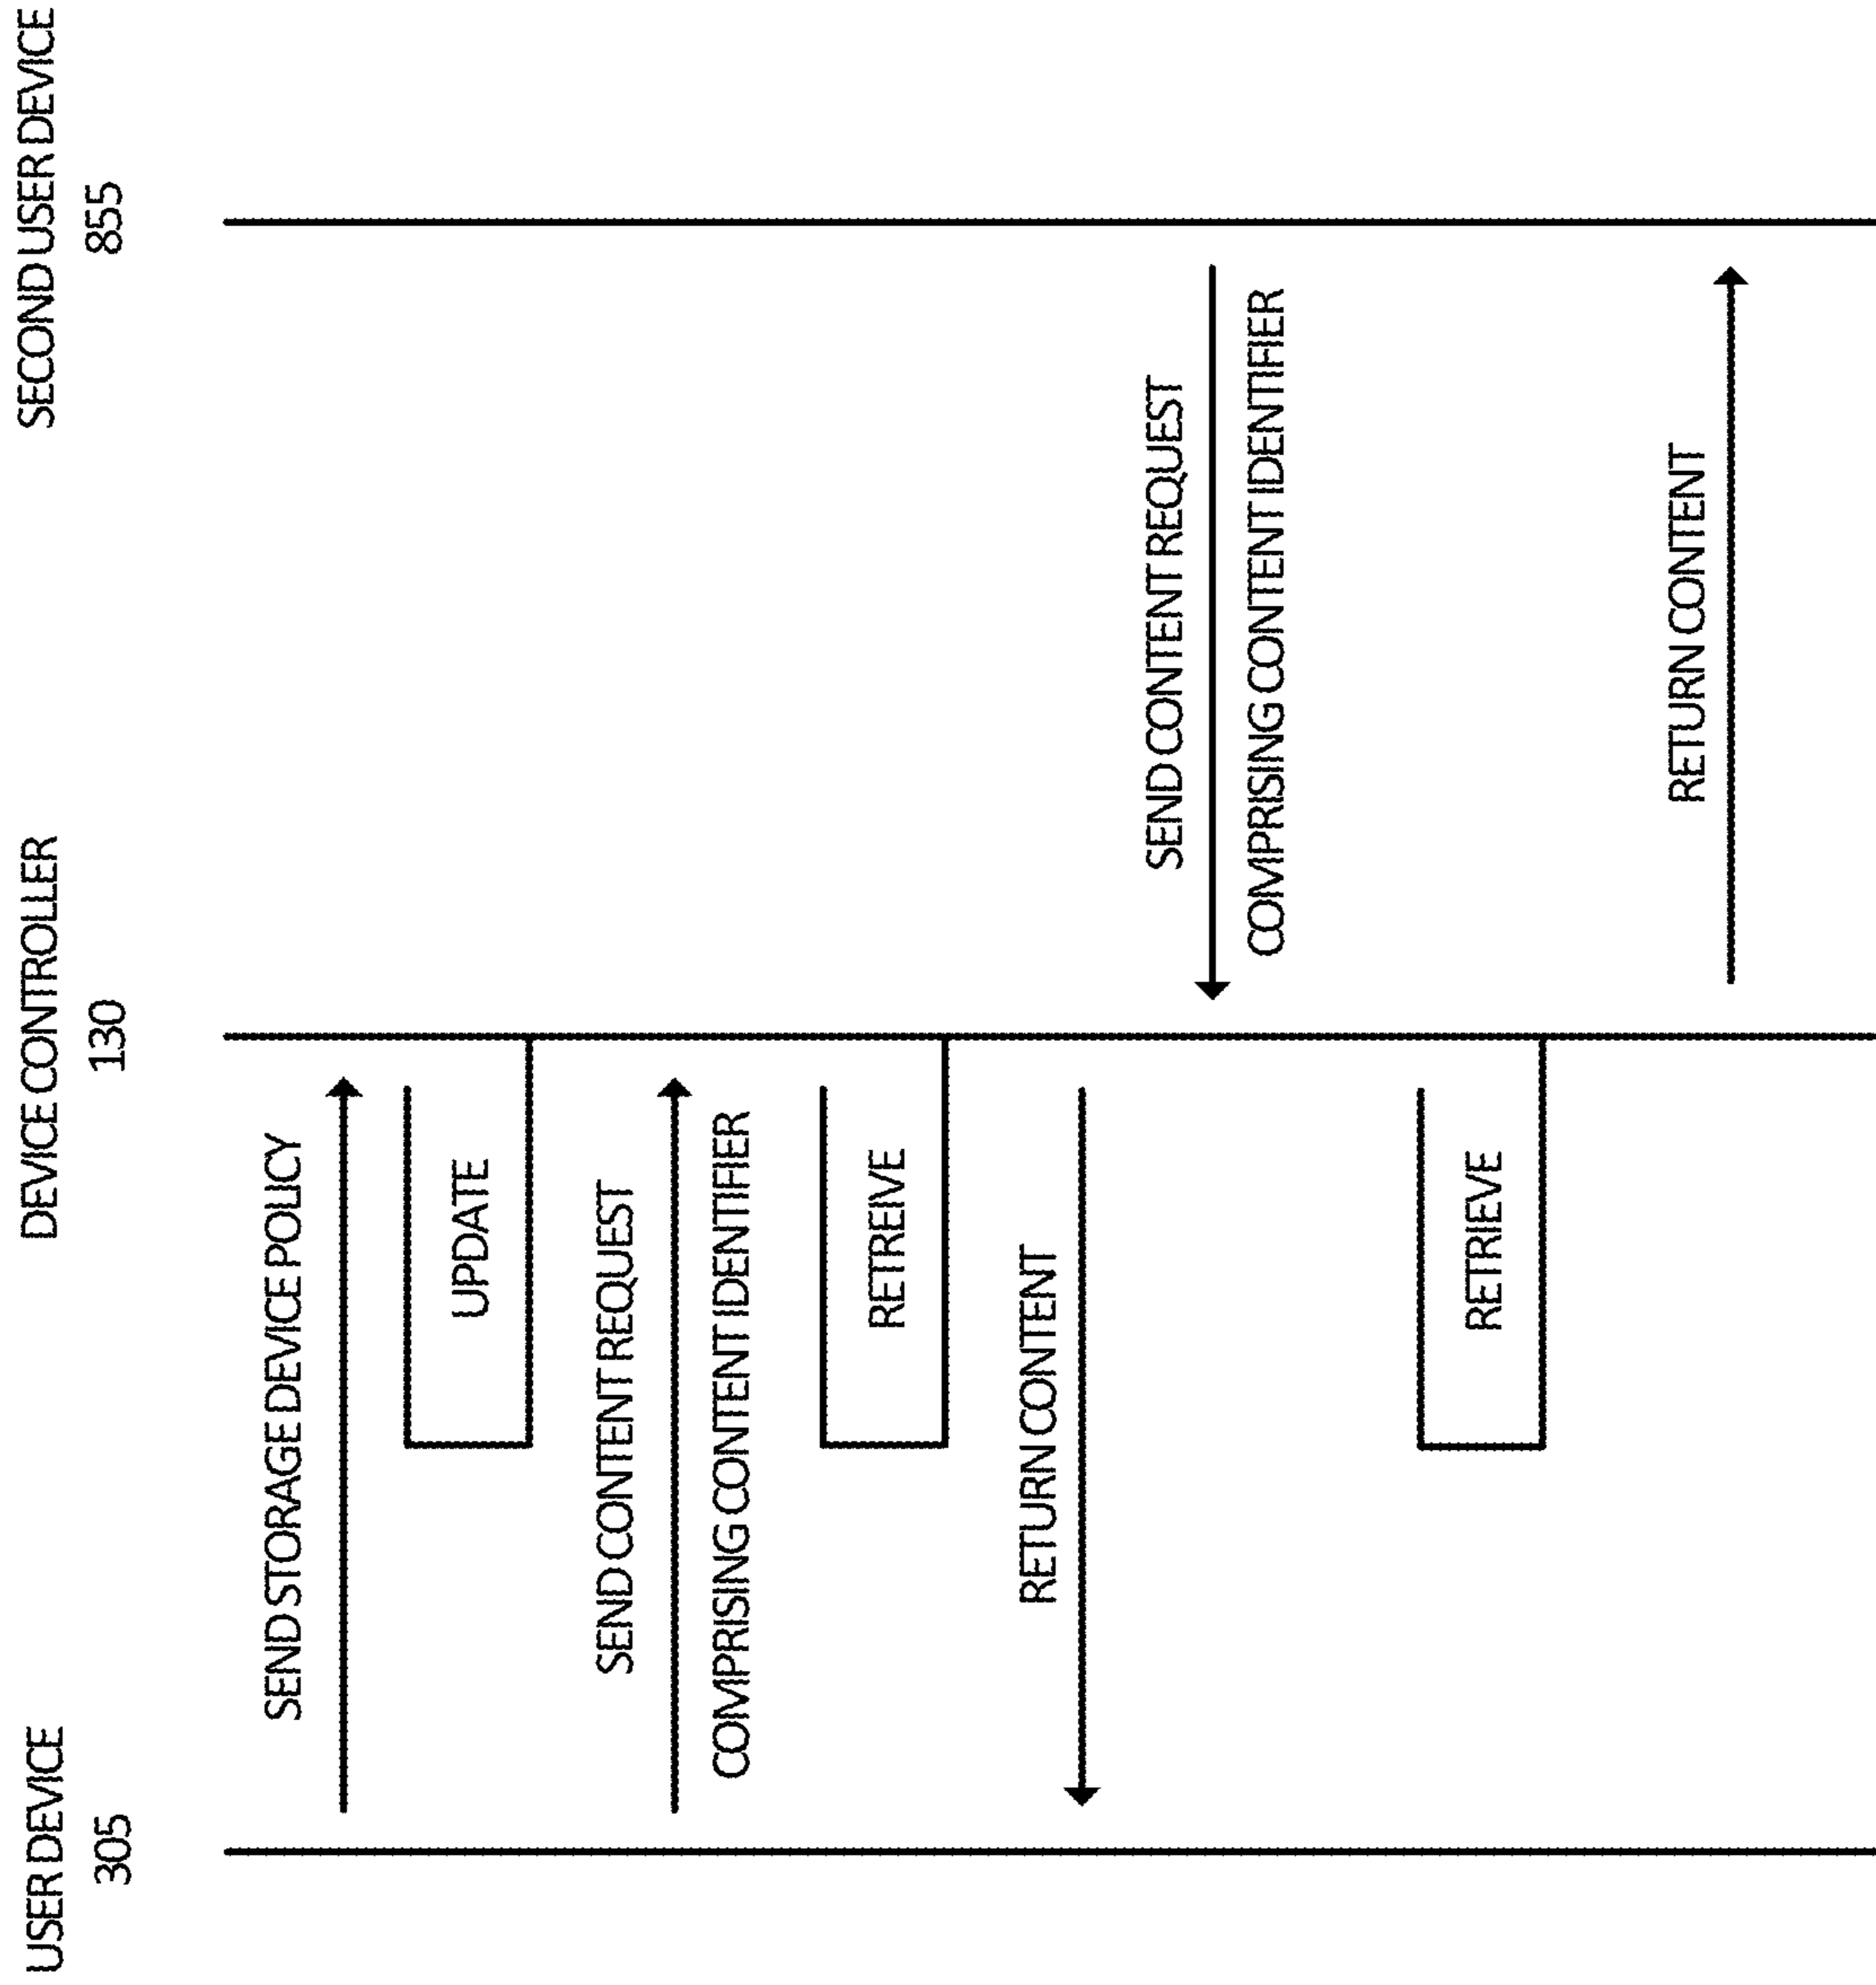 USER DEVICE
305
DEVICE CONTROLLER
130
SECOND USER DEVICE
855
SEND STORAGE DEVICE POLICY
UPDATE
SEND CONTENT REQUEST
COMPRISING CONTENT IDENTIFIER
RETREIVE
RETURN CONTENT
SEND CONTENT REQUEST
COMPRISING CONTENT IDENTIFIER
RETRIEVE
RETURN CONTENT